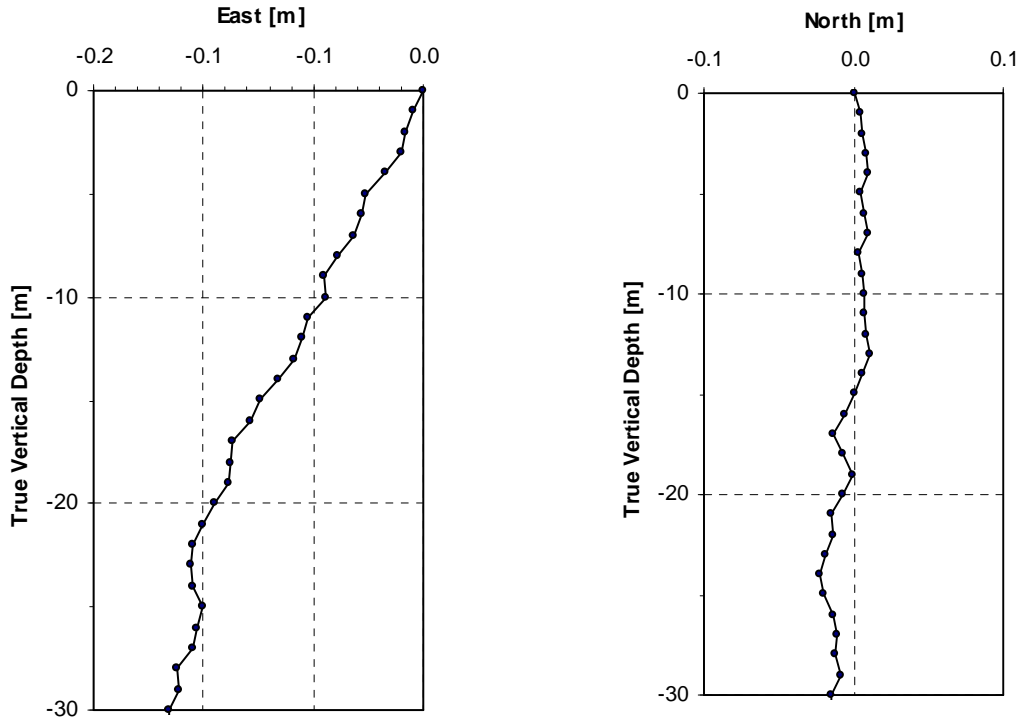 East [m]
-0.2 -0.1 -0.1 0.0
0
-10
-20
-30
True Vertical Depth [m]
North [m]
-0.1 0.0 0.1
0
-10
-20
-30
True Vertical Depth [m]